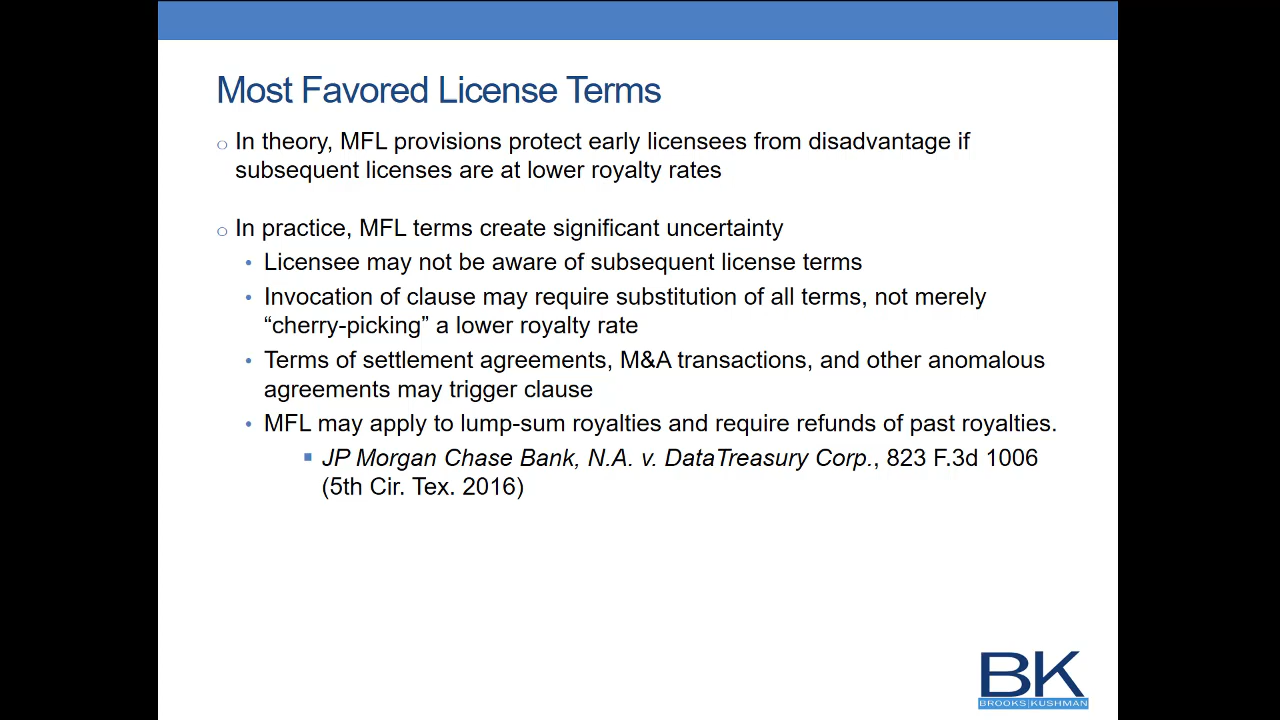 Most Favored License Terms
In theory, MFL provisions protect early licensees from disadvantage if
subsequent licenses are at lower royalty rates
In practice, MFL terms create significant uncertainty
Licensee may not be aware of subsequent license terms
Invocation of clause may require substitution of all terms, not merely
“cherry-picking” a lower royalty rate
Terms of settlement agreements, M&A transactions, and other anomalous
agreements may trigger clause
MFL may apply to lump-sum royalties and require refunds of past royalties.
JP Morgan Chase Bank, N.A. v. DataTreasury Corp., 823 F.3d 1006
(5th Cir. Tex. 2016)
BK
BROOKS|KUSHMAN